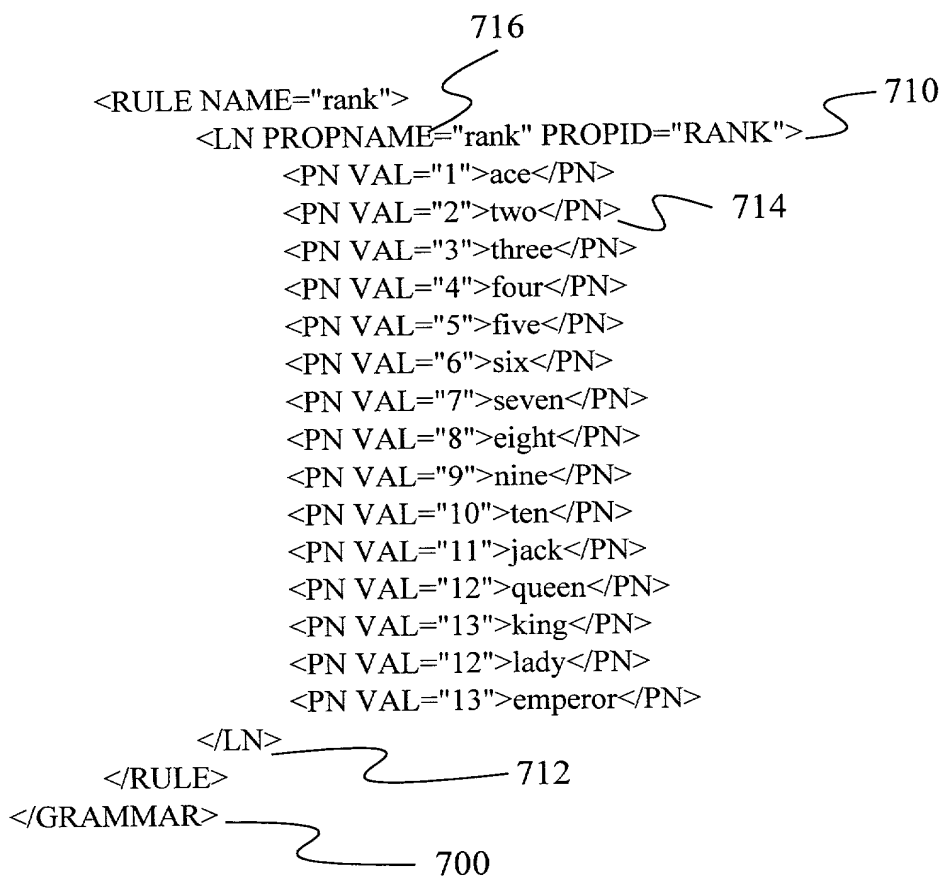 716
<RULE NAME="rank">
710
<LN PROPNAME="rank" PROPID="RANK">
<PN VAL="1">ace</PN>
<PN VAL="2">two</PN>
714
<PN VAL="3">three</PN>
<PN VAL="4">four</PN>
<PN VAL="5">five</PN>
<PN VAL="6">six</PN>
<PN VAL="7">seven</PN>
<PN VAL="8">eight</PN>
<PN VAL="9">nine</PN>
<PN VAL="10">ten</PN>
<PN VAL="11">jack</PN>
<PN VAL="12">queen</PN>
<PN VAL="13">king</PN>
<PN VAL="12">lady</PN>
<PN VAL="13">emperor</PN>
</LN>
712
</RULE>
</GRAMMAR>
700